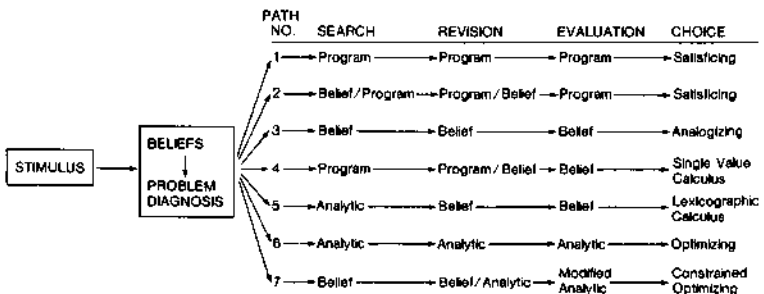 PATH
NO. SEARCH REVISION EVALUATION CHOICE
1 Program Program Program Satisficing
2 Belief/Program Program/Belief Program Satisficing
3 Belief Belief Belief Analogizing
4 Program Program/Belief Belief Single Value
Calculus
5 Analytic Belief Belief Lexicographic
Calculus
6 Analytic Analytic Analytic Optimizing
7 Belief Belief/Analytic Modified
Analytic Constrained
Optimizing
STIMULUS
BELIEFS
PROBLEM
DIAGNOSIS